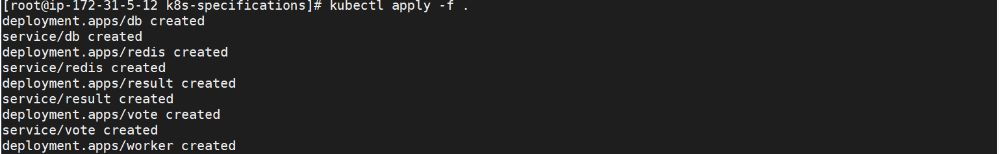 [root@ip-172-31-5-12 k8s-specifications]# kubectl apply -f .
deployment.apps/db created
service/db created
deployment.apps/redis created
service/redis created
deployment.apps/result created
service/result created
deployment.apps/vote created
service/vote created
deployment.apps/worker created